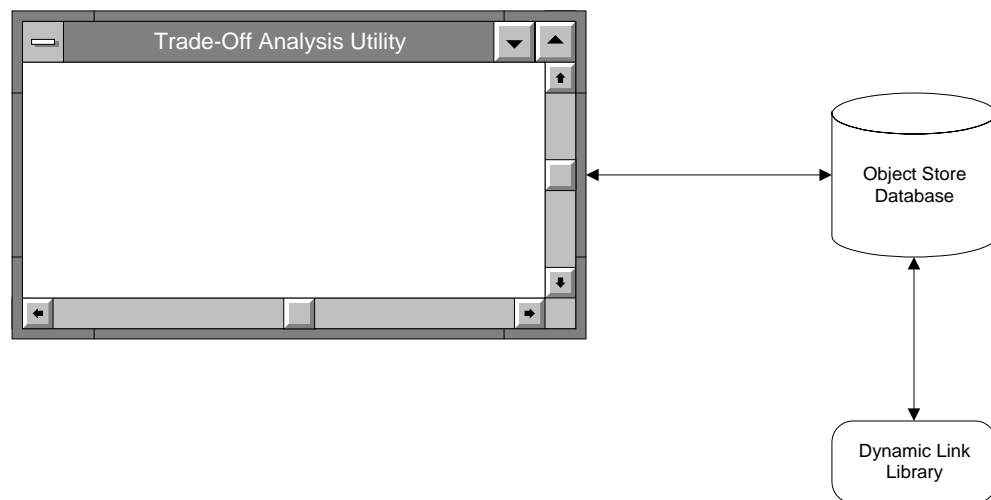 Trade-Off Analysis Utility
Object Store
Database
Dynamic Link
Library